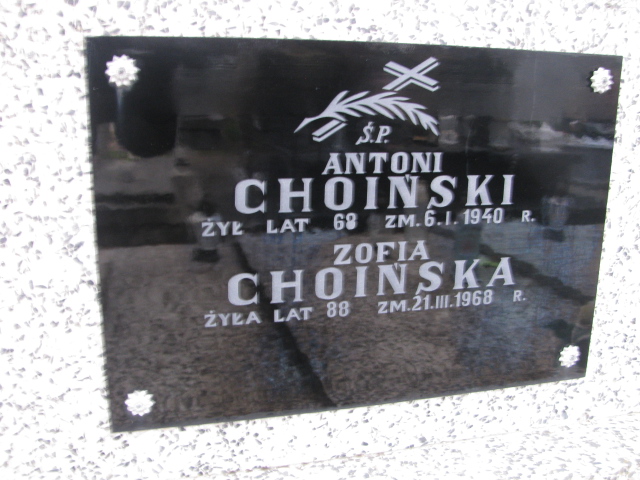 Ś.P.
ANTONI
CHOIŃSKI
ŻYŁ LAT 68 ZM. 6. I. 1940 R.
ZOFIA
CHOIŃSKA
ŻYŁA LAT 88 ZM. 21. III. 1968 R.